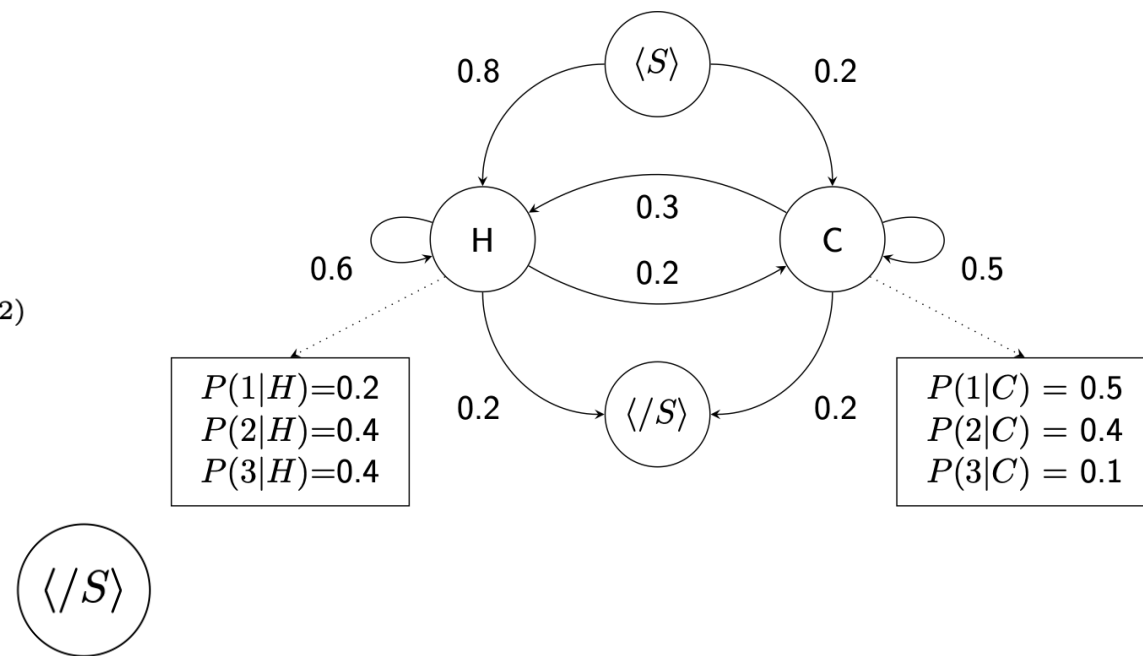 ⟨S⟩
0.8
0.2
0.3
H
C
0.6
0.2
0.5
2)
P(1|H)=0.2
P(2|H)=0.4
P(3|H)=0.4
0.2
⟨/S⟩
0.2
P(1|C) = 0.5
P(2|C) = 0.4
P(3|C) = 0.1
⟨/S⟩